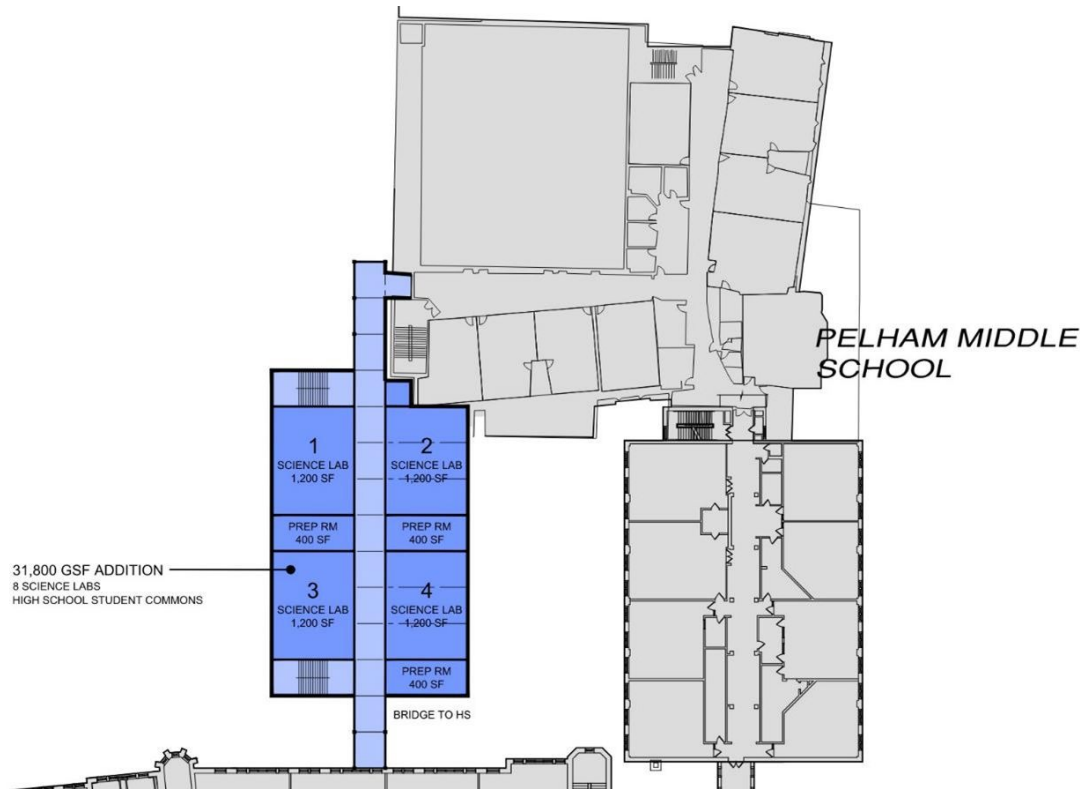 PELHAM MIDDLE
SCHOOL
1
SCIENCE LAB
1,200 SF
2
SCIENCE LAB
1,200 SF
PREP RM
400 SF
PREP RM
400 SF
31,800 GSF ADDITION
8 SCIENCE LABS
HIGH SCHOOL STUDENT COMMONS
3
SCIENCE LAB
1,200 SF
4
SCIENCE LAB
1,200 SF
PREP RM
400 SF
BRIDGE TO HS